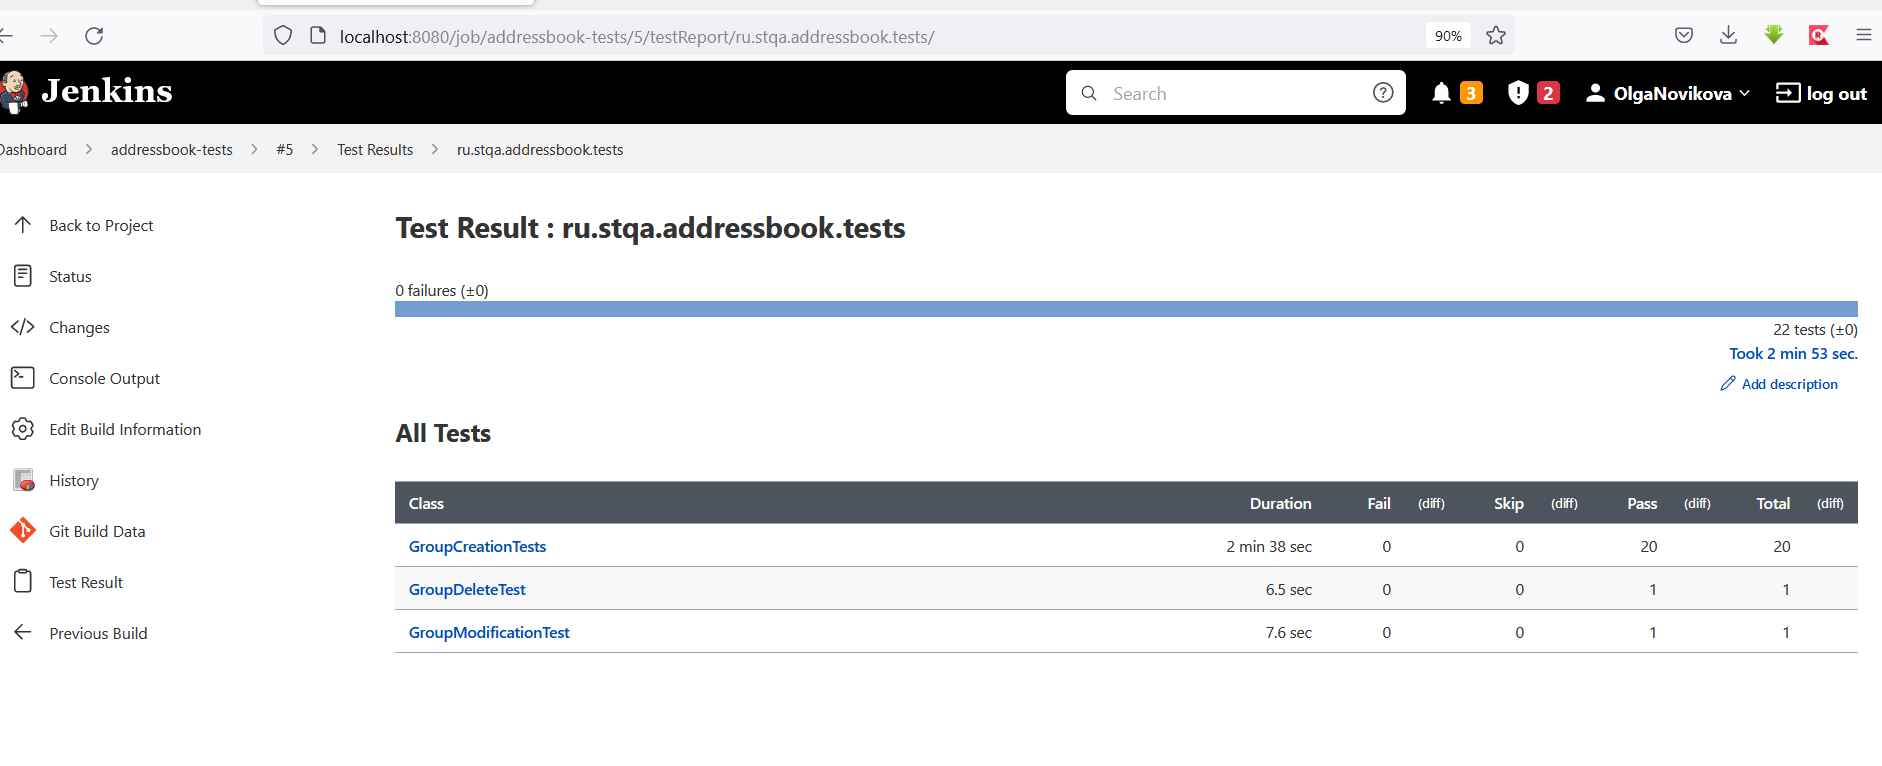 localhost:8080/job/addressbook-tests/5/testReport/ru.stqa.addressbook.tests/ 90%
Jenkins Search 3 2 OlgaNovikova log out
Dashboard addressbook-tests #5 Test Results ru.stqa.addressbook.tests
Back to Project
Status
Changes
Console Output
Edit Build Information
History
Git Build Data
Test Result
Previous Build
Test Result : ru.stqa.addressbook.tests
0 failures (±0)
22 tests (±0)
Took 2 min 53 sec.
Add description
All Tests
Class Duration Fail (diff) Skip (diff) Pass (diff) Total (diff)
GroupCreationTests 2 min 38 sec 0 0 20 20
GroupDeleteTest 6.5 sec 0 0 1 1
GroupModificationTest 7.6 sec 0 0 1 1